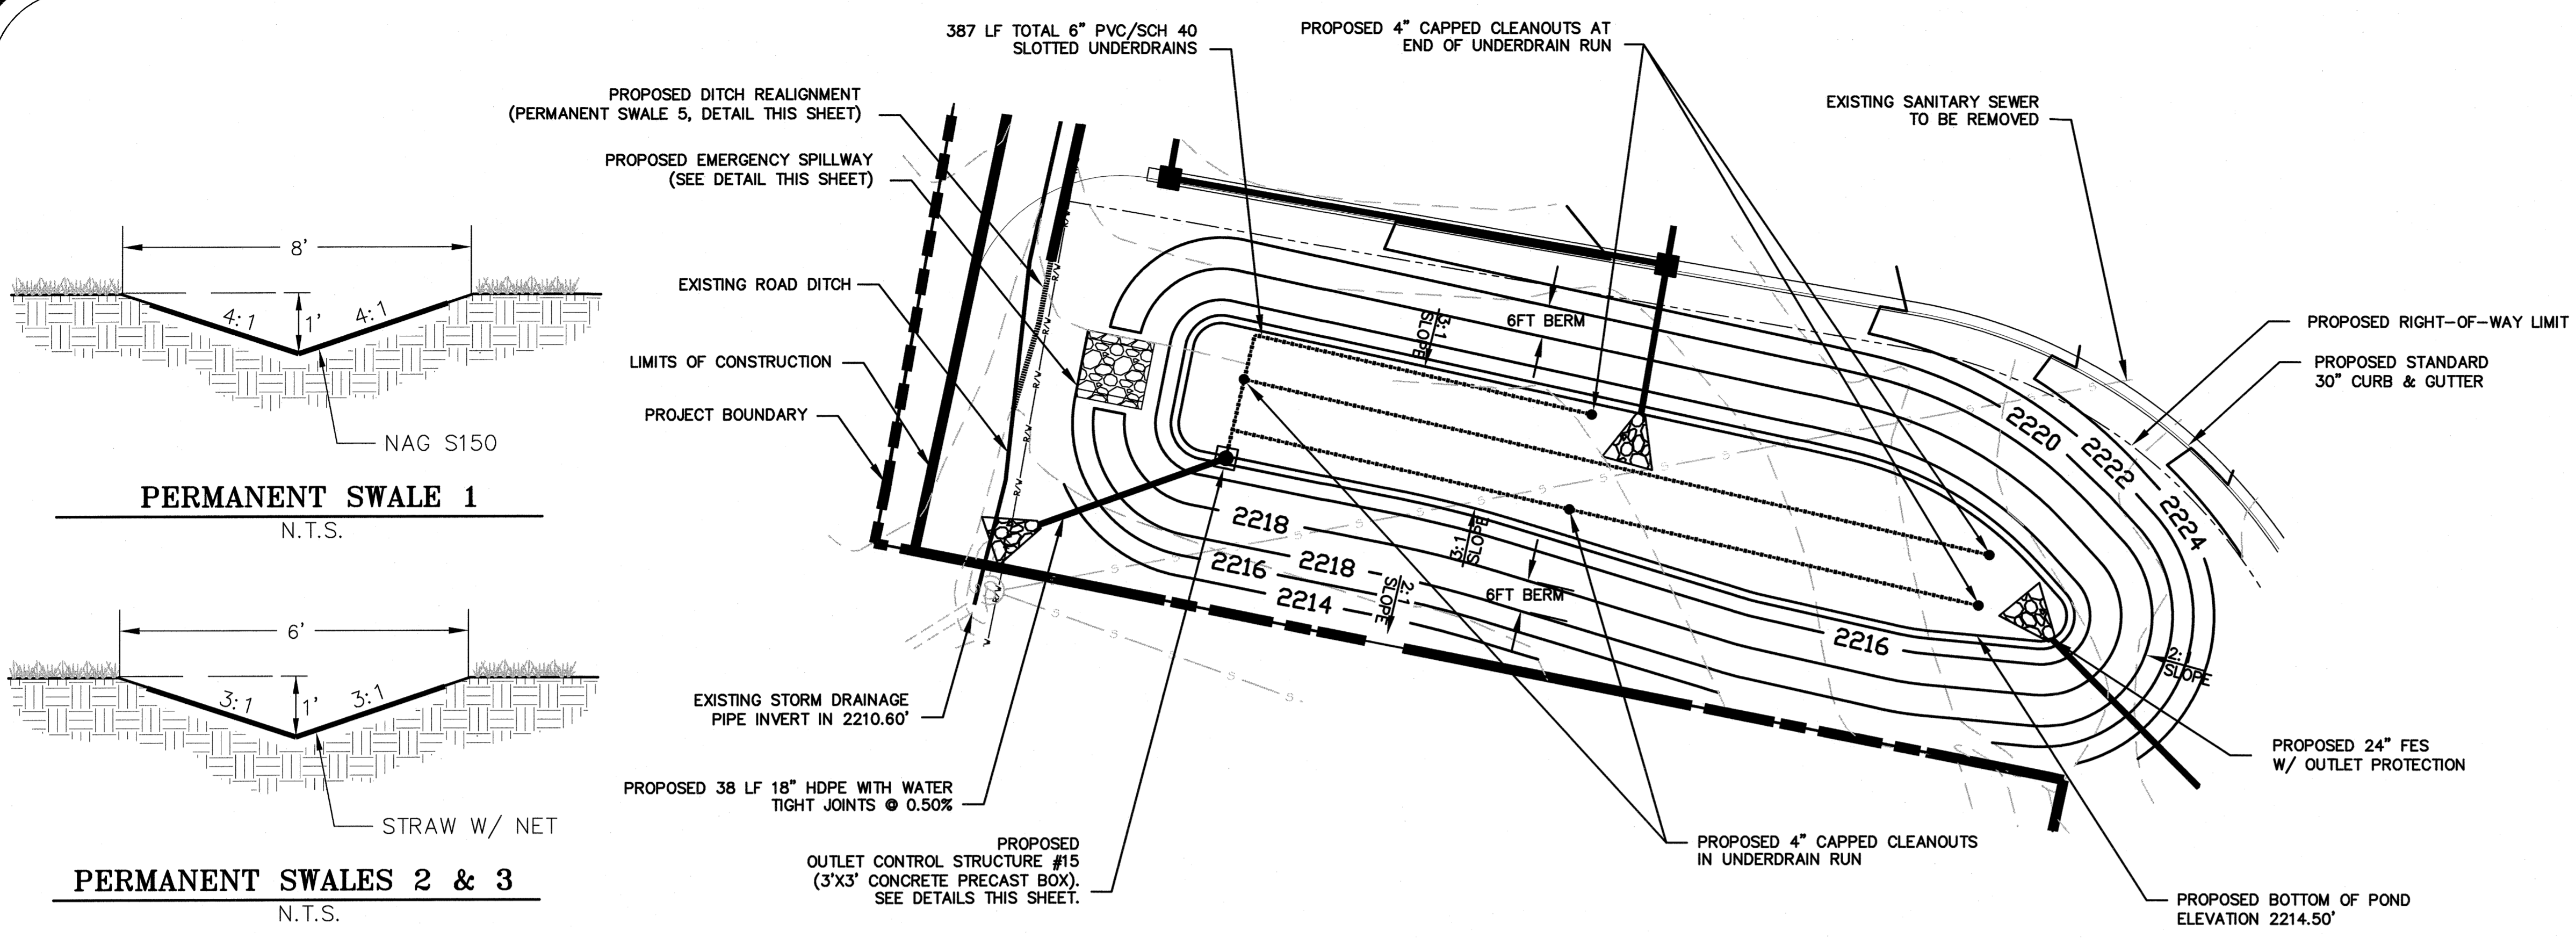 8'
4:1
4:1
1'
NAG S150
PERMANENT SWALE 1
N.T.S.
6'
3:1
3:1
1'
STRAW W/ NET
PERMANENT SWALES 2 & 3
N.T.S.
387 LF TOTAL 6" PVC/SCH 40
SLOTTED UNDERDRAINS
PROPOSED 4" CAPPED CLEANOUTS AT
END OF UNDERDRAIN RUN
PROPOSED DITCH REALIGNMENT
(PERMANENT SWALE 5, DETAIL THIS SHEET)
EXISTING SANITARY SEWER
TO BE REMOVED
PROPOSED EMERGENCY SPILLWAY
(SEE DETAIL THIS SHEET)
EXISTING ROAD DITCH
LIMITS OF CONSTRUCTION
PROJECT BOUNDARY
R/W
R/W
R/W
R/W
R/W
R/W
R/W
W
3:1
SLOPE
6FT BERM
PROPOSED RIGHT-OF-WAY LIMIT
PROPOSED STANDARD
30" CURB & GUTTER
2220
2222
2224
S
S
S
S
S
S
S
S
S
S
S
2218
2218
2216
2214
3:1
SLOPE
2:1
SLOPE
6FT BERM
2216
2:1
SLOPE
EXISTING STORM DRAINAGE
PIPE INVERT IN 2210.60'
PROPOSED 38 LF 18" HDPE WITH WATER
TIGHT JOINTS @ 0.50%
PROPOSED
OUTLET CONTROL STRUCTURE #15
(3'X3' CONCRETE PRECAST BOX).
SEE DETAILS THIS SHEET.
PROPOSED 24" FES
W/ OUTLET PROTECTION
PROPOSED 4" CAPPED CLEANOUTS
IN UNDERDRAIN RUN
PROPOSED BOTTOM OF POND
ELEVATION 2214.50'